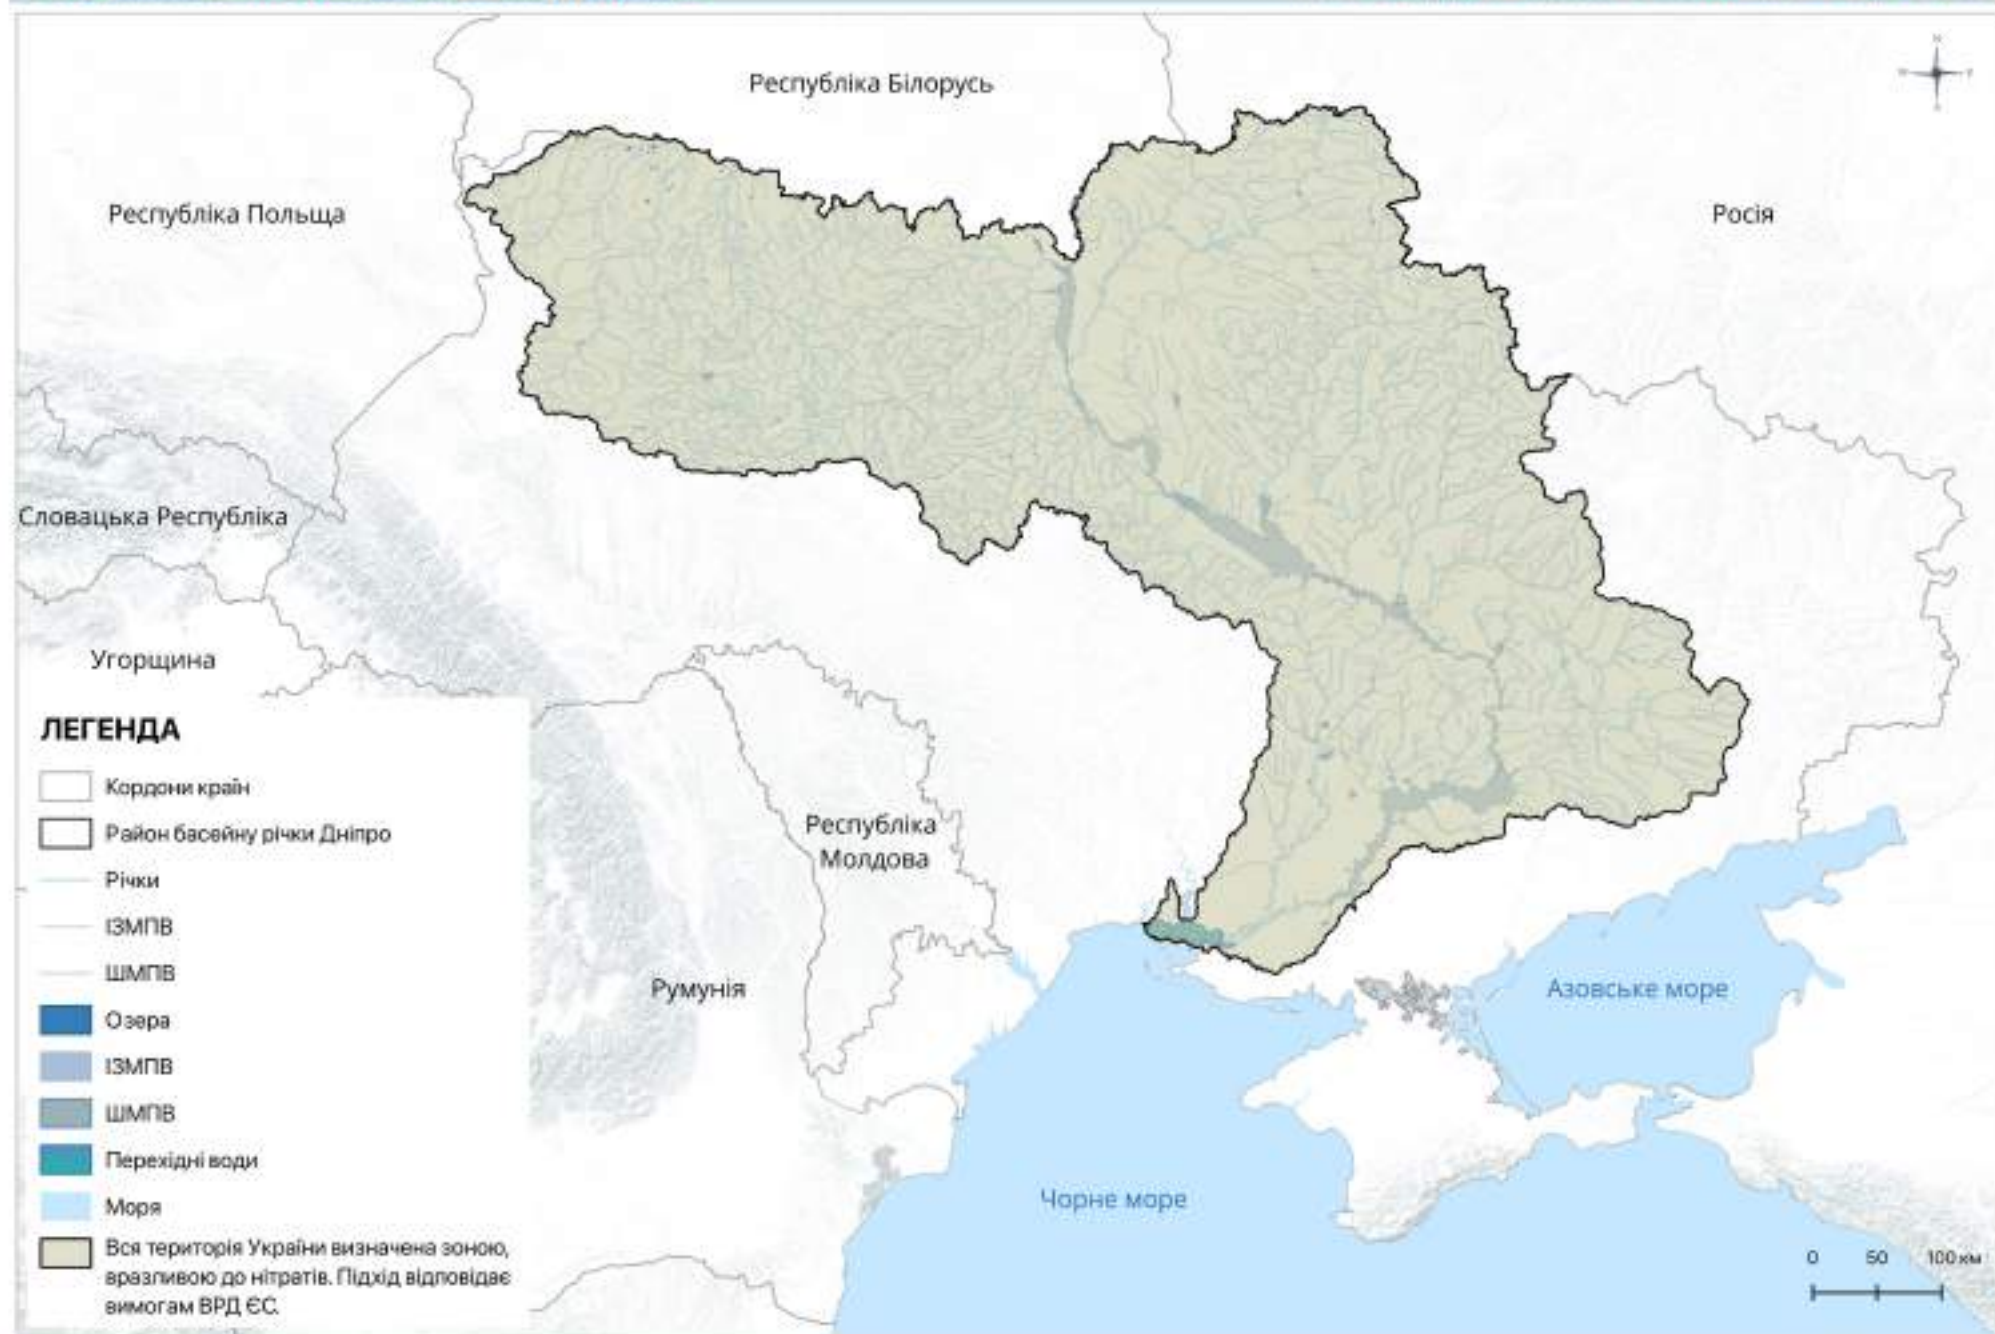 Республіка Білорусь
Республіка Польща
Росія
Словацька Республіка
Угорщина
Республіка
Молдова
Румунія
Азовське море
Чорне море
ЛЕГЕНДА
Кордони країн
Район басейну річки Дніпро
Річки
ІЗМПВ
ШМПВ
Озера
ІЗМПВ
ШМПВ
Перехідні води
Моря
Вся територія України визначена зоною,
вразливою до нітратів. Підхід відповідає
вимогам ВРД ЄС.
0 50 100 км